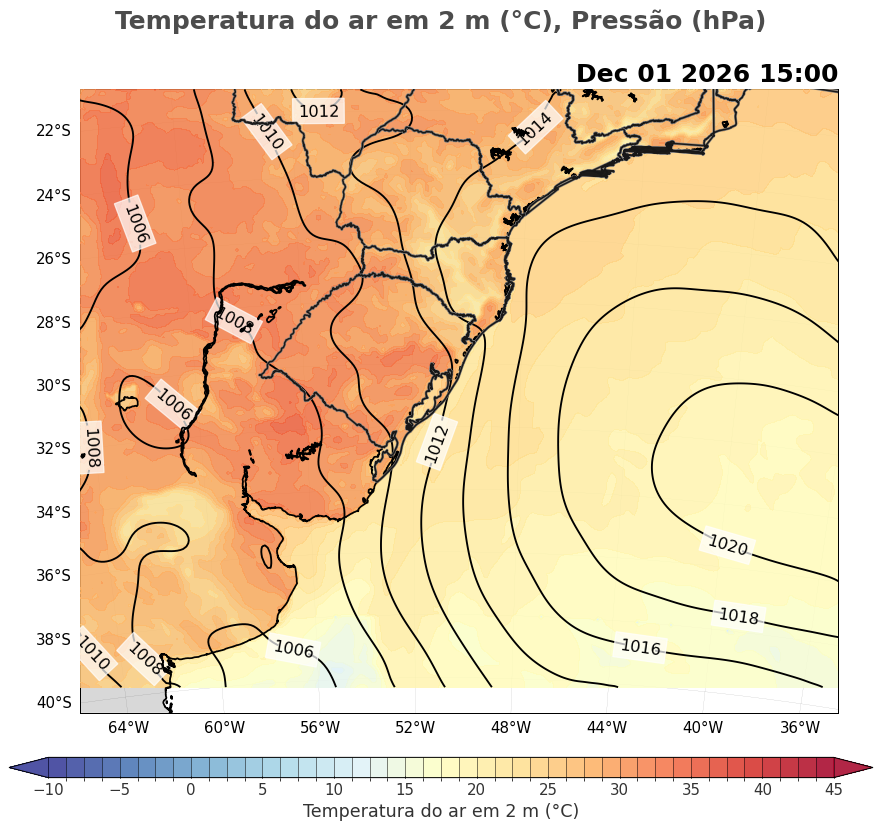 Temperatura do ar em 2 m (°C), Pressão (hPa)
Dec 01 2026 15:00
1012
1010
1014
22°S
24°S
1006
26°S
28°S
1008
30°S
1006
1012
1008
32°S
34°S
1020
36°S
1018
38°S
1010
1008
1006
1016
40°S
64°W 60°W 56°W 52°W 48°W 44°W 40°W 36°W
−10 −5 0 5 10 15 20 25 30 35 40 45
Temperatura do ar em 2 m (°C)